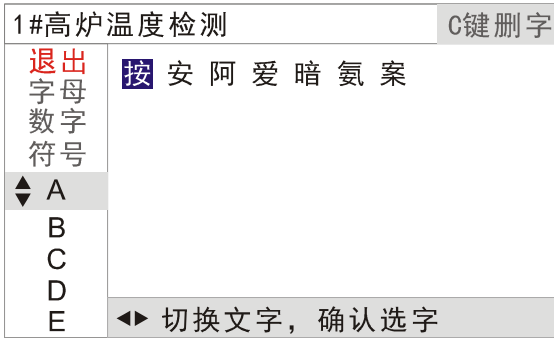 1#高炉温度检测 C键删字
退出
字母
数字
符号
A
B
C
D
E
按 安 阿 爱 暗 氨 案
切换文字，确认选字